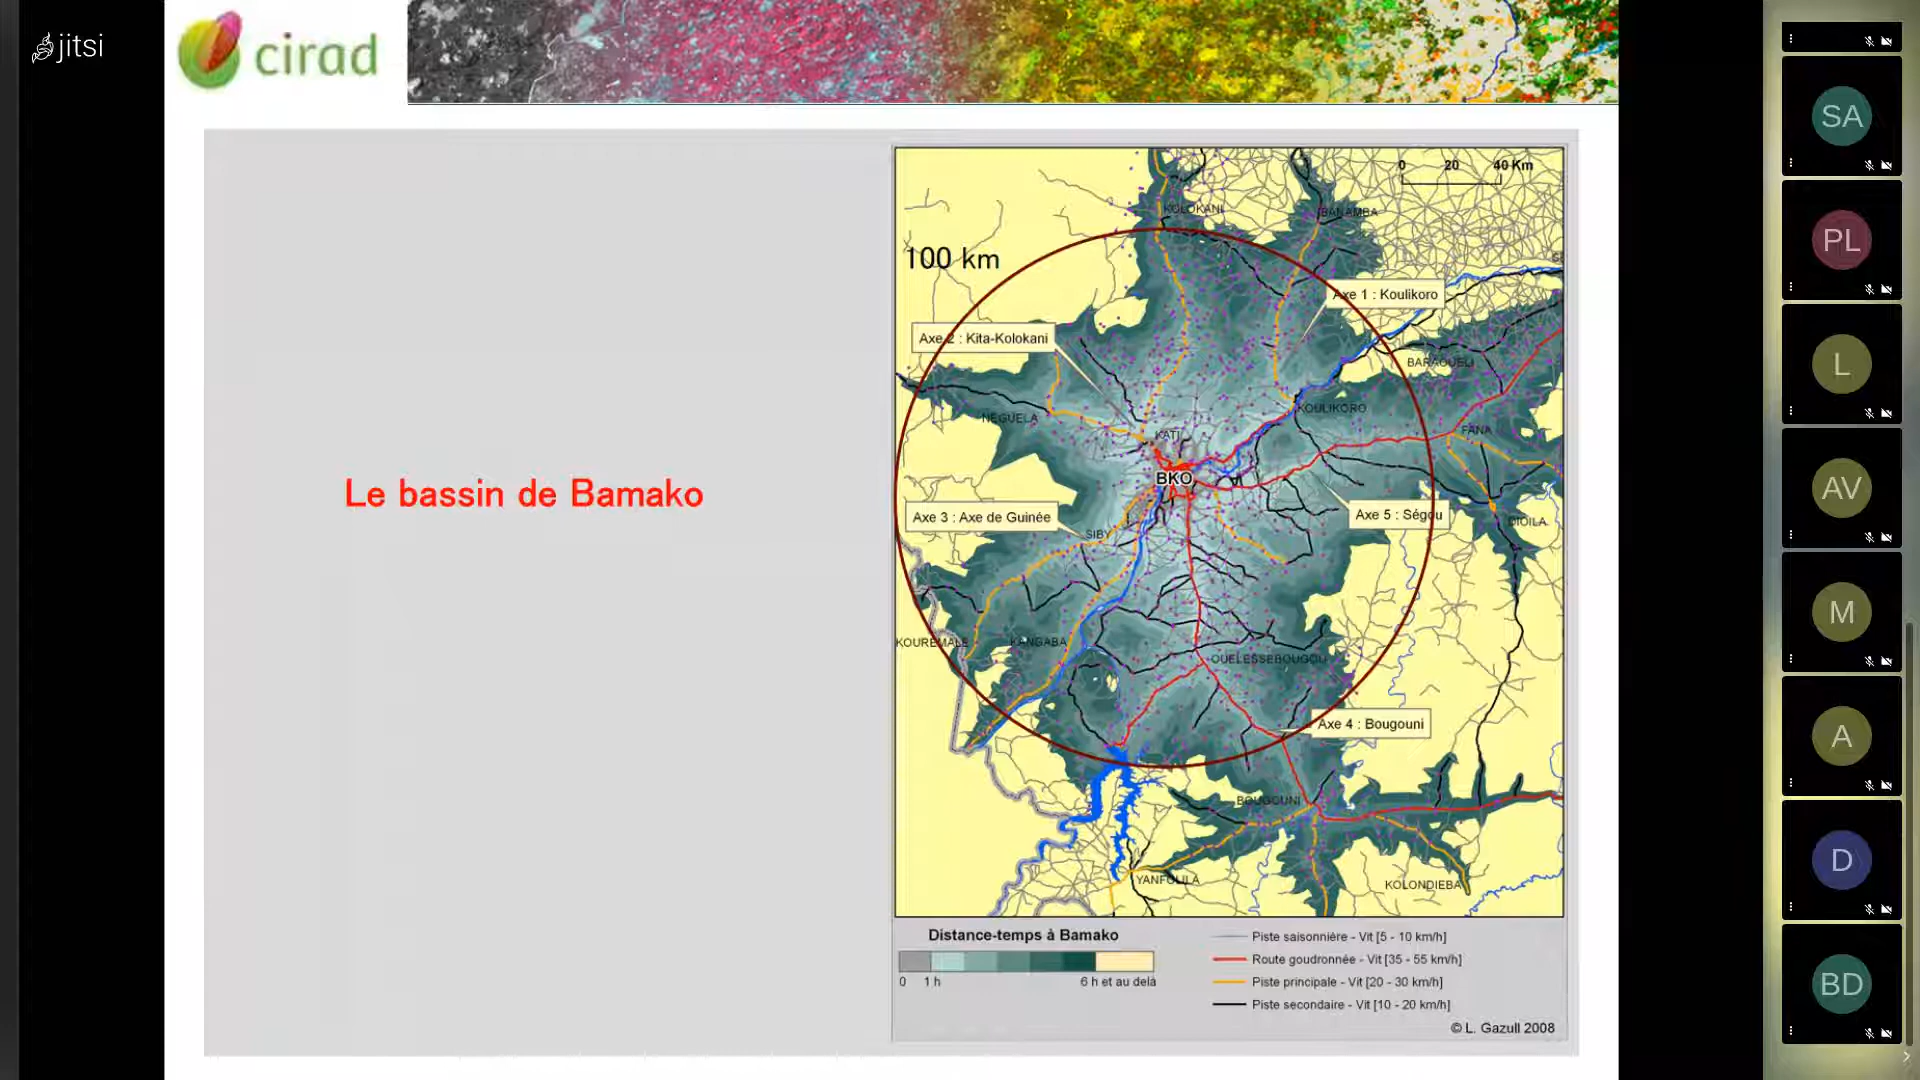 jitsi
cirad
Le bassin de Bamako
0 20 40 Km
KOLOKANI
BANAMBA
100 km
Axe 1 : Koulikoro
Axe 2 : Kita-Kolokani
BARAOUELI
NEGUELA
KOULIKORO
FANA
KATI
BKO
Axe 3 : Axe de Guinée
Axe 5 : Ségou
DIOILA
SIBY
KOUREMALE
KANGABA
OUELESSEBOUGOU
Axe 4 : Bougouni
BOUGOUNI
YANFOLILA
KOLONDIEBA
Distance-temps à Bamako
0 1 h 6 h et au delà
Piste saisonnière - Vit [5 - 10 km/h]
Route goudronnée - Vit [35 - 55 km/h]
Piste principale - Vit [20 - 30 km/h]
Piste secondaire - Vit [10 - 20 km/h]
© L. Gazull 2008
SA
PL
L
AV
M
A
D
BD